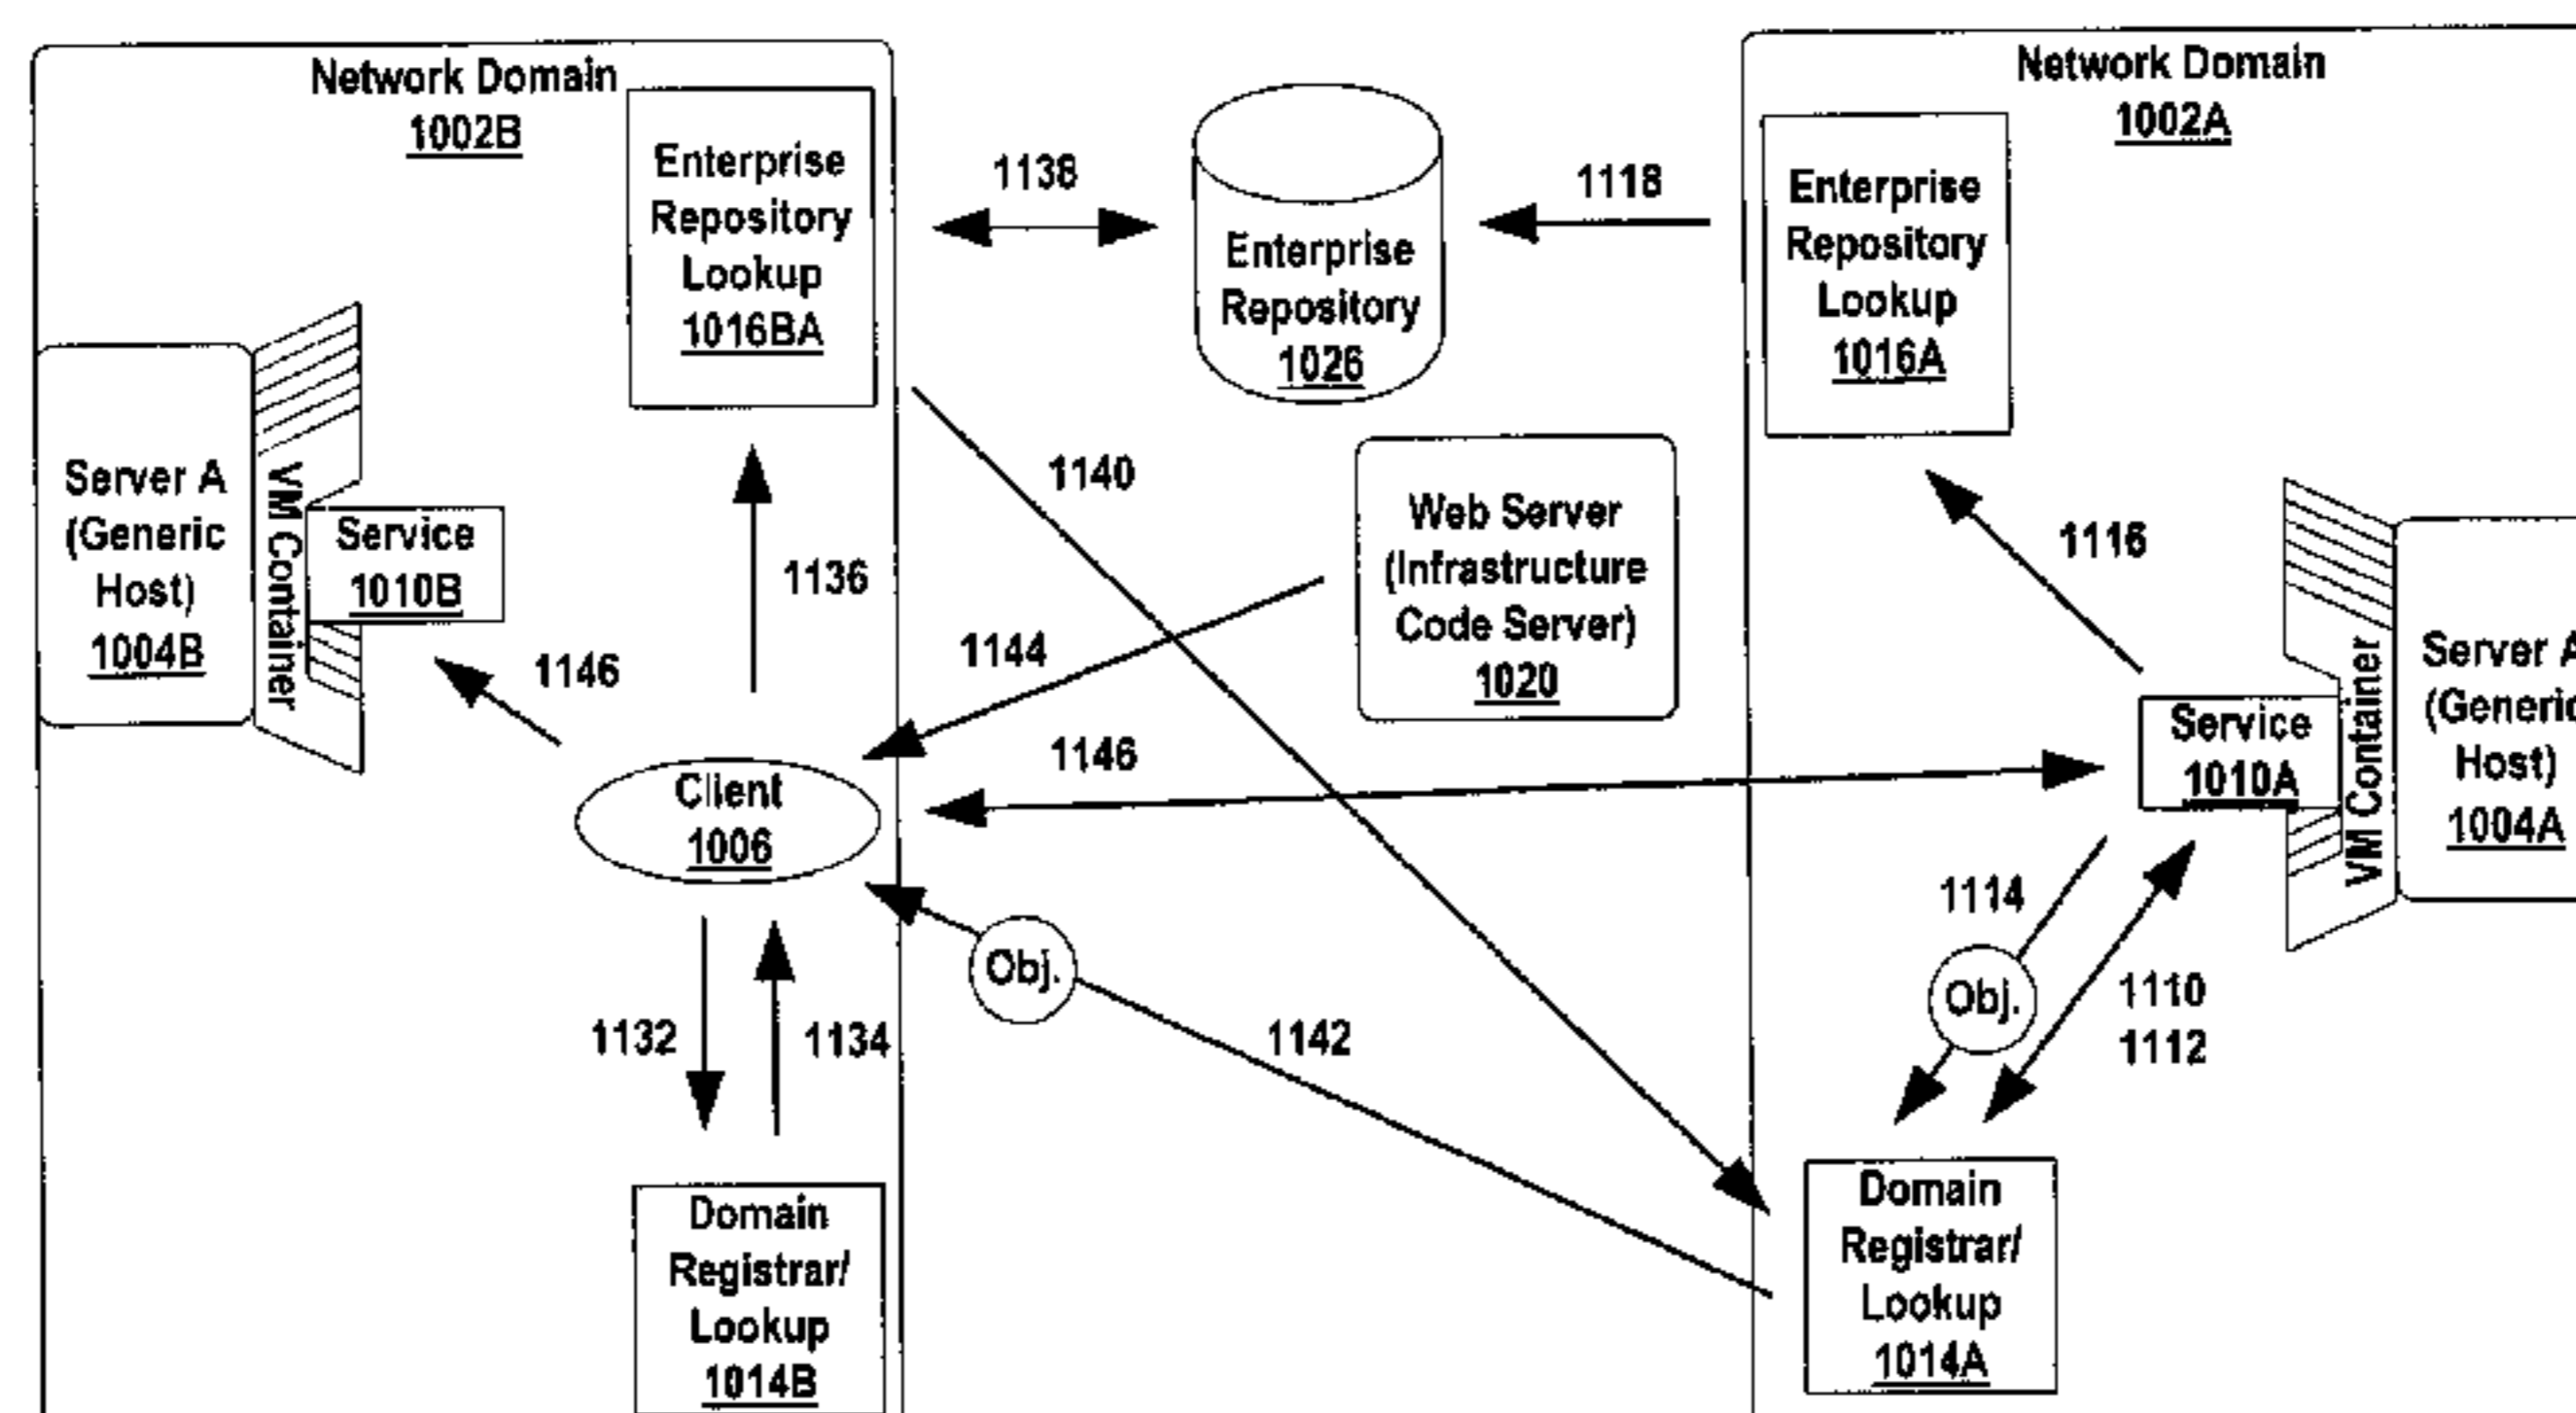 Network Domain
1002B
Enterprise
Repository
Lookup
1016BA
Server A
(Generic
Host)
1004B
VM Container
Service
1010B
1146
1136
Client
1006
1132
1134
Domain
Registrar/
Lookup
1014B
1138
Enterprise
Repository
1026
1118
1140
Web Server
(Infrastructure
Code Server)
1020
1144
1146
Obj.
1142
Network Domain
1002A
Enterprise
Repository
Lookup
1016A
1116
Service
1010A
VM Container
Server A
(Generic
Host)
1004A
1114
Obj.
1110
1112
Domain
Registrar/
Lookup
1014A